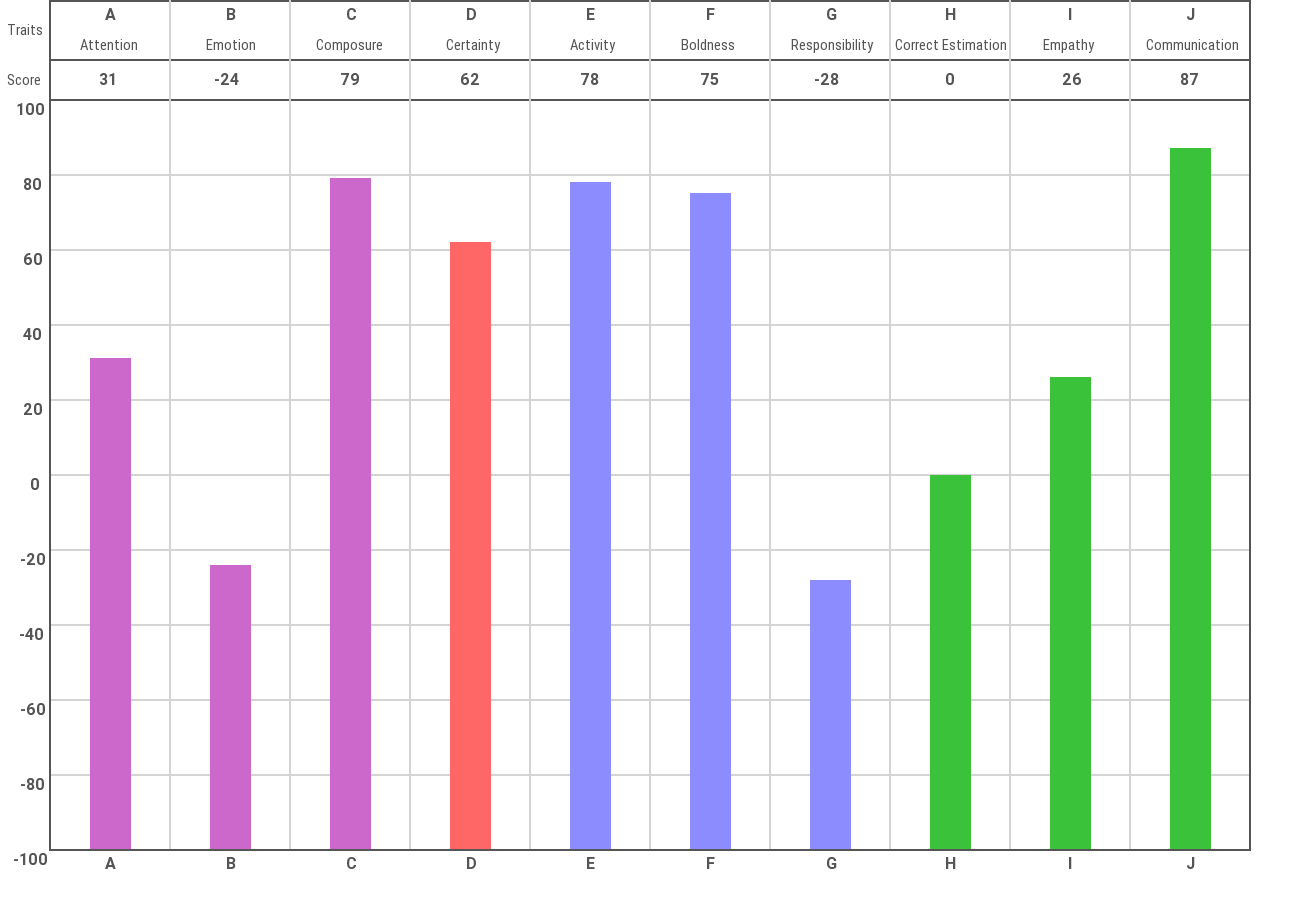 A B C D E F G H I J
Traits
Attention Emotion Composure Certainty Activity Boldness Responsibility Correct Estimation Empathy Communication
Score 31 -24 79 62 78 75 -28 0 26 87
100
80
60
40
20
0
-20
-40
-60
-80
-100
A B C D E F G H I J